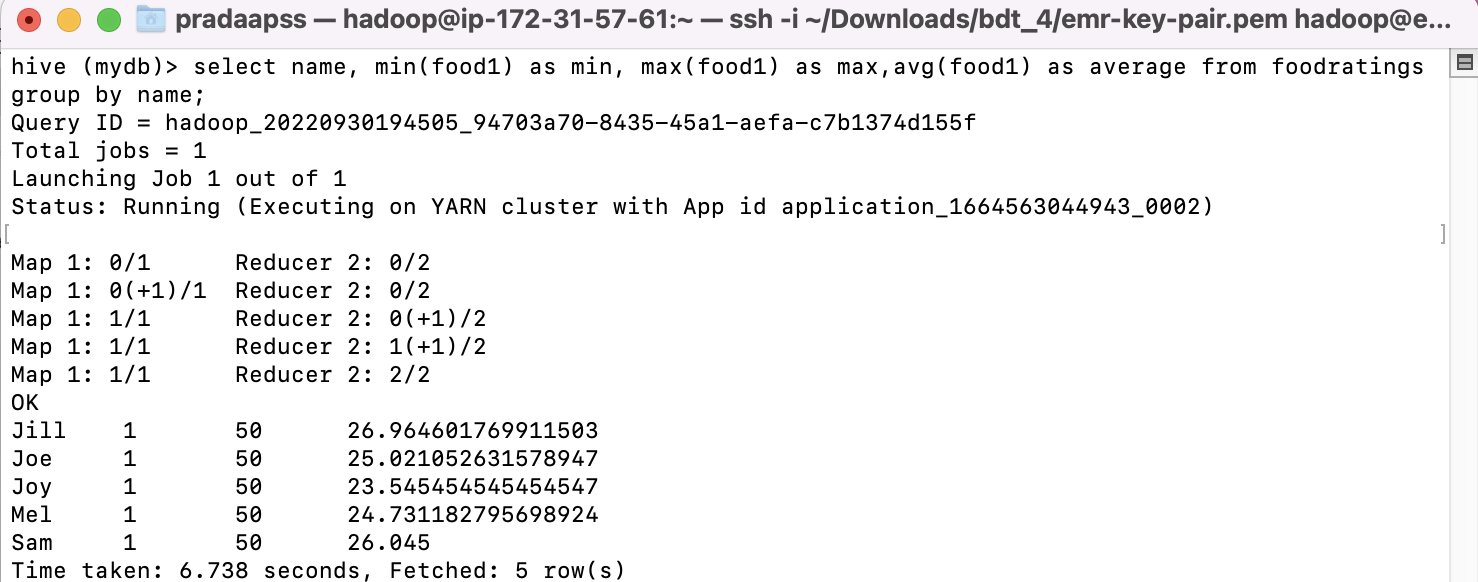 pradaapss — hadoop@ip-172-31-57-61:~ — ssh -i ~/Downloads/bdt_4/emr-key-pair.pem hadoop@e...
hive (mydb)> select name, min(food1) as min, max(food1) as max,avg(food1) as average from foodratings
group by name;
Query ID = hadoop_20220930194505_94703a70-8435-45a1-aefa-c7b1374d155f
Total jobs = 1
Launching Job 1 out of 1
Status: Running (Executing on YARN cluster with App id application_1664563044943_0002)
[ ]
Map 1: 0/1      Reducer 2: 0/2
Map 1: 0(+1)/1  Reducer 2: 0/2
Map 1: 1/1      Reducer 2: 0(+1)/2
Map 1: 1/1      Reducer 2: 1(+1)/2
Map 1: 1/1      Reducer 2: 2/2
OK
Jill    1       50      26.964601769911503
Joe     1       50      25.021052631578947
Joy     1       50      23.545454545454547
Mel     1       50      24.731182795698924
Sam     1       50      26.045
Time taken: 6.738 seconds, Fetched: 5 row(s)